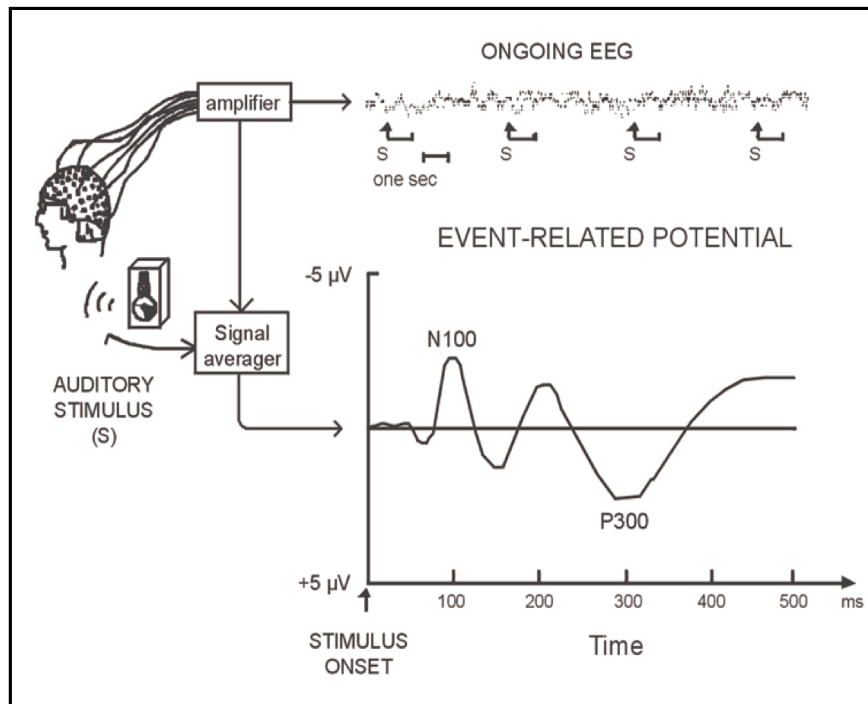 ONGOING EEG
amplifier
S
S
S
S
one sec
EVENT-RELATED POTENTIAL
-5 µV
Signal
averager
N100
AUDITORY
STIMULUS
(S)
P300
+5 µV
100 200 300 400 500 ms
STIMULUS
ONSET
Time